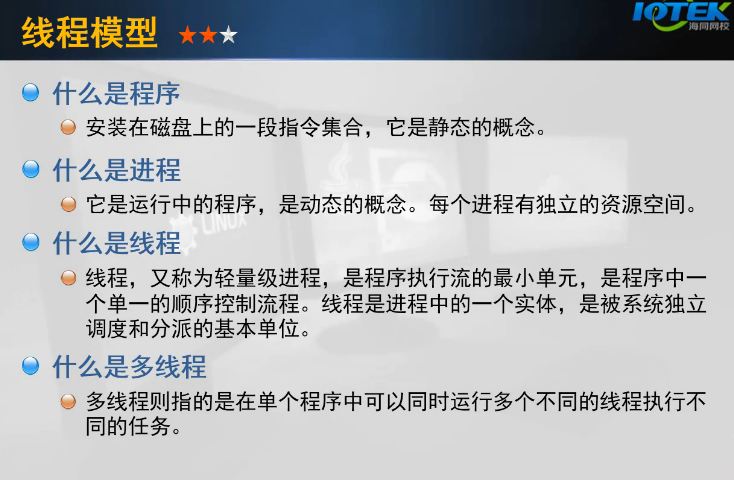 线程模型
IOTEK
海同网校
什么是程序
安装在磁盘上的一段指令集合，它是静态的概念。
什么是进程
它是运行中的程序，是动态的概念。每个进程有独立的资源空间。
LINUX
什么是线程
线程，又称为轻量级进程，是程序执行流的最小单元，是程序中一
个单一的顺序控制流程。线程是进程中的一个实体，是被系统独立
调度和分派的基本单位。
什么是多线程
多线程则指的是在单个程序中可以同时运行多个不同的线程执行不
同的任务。